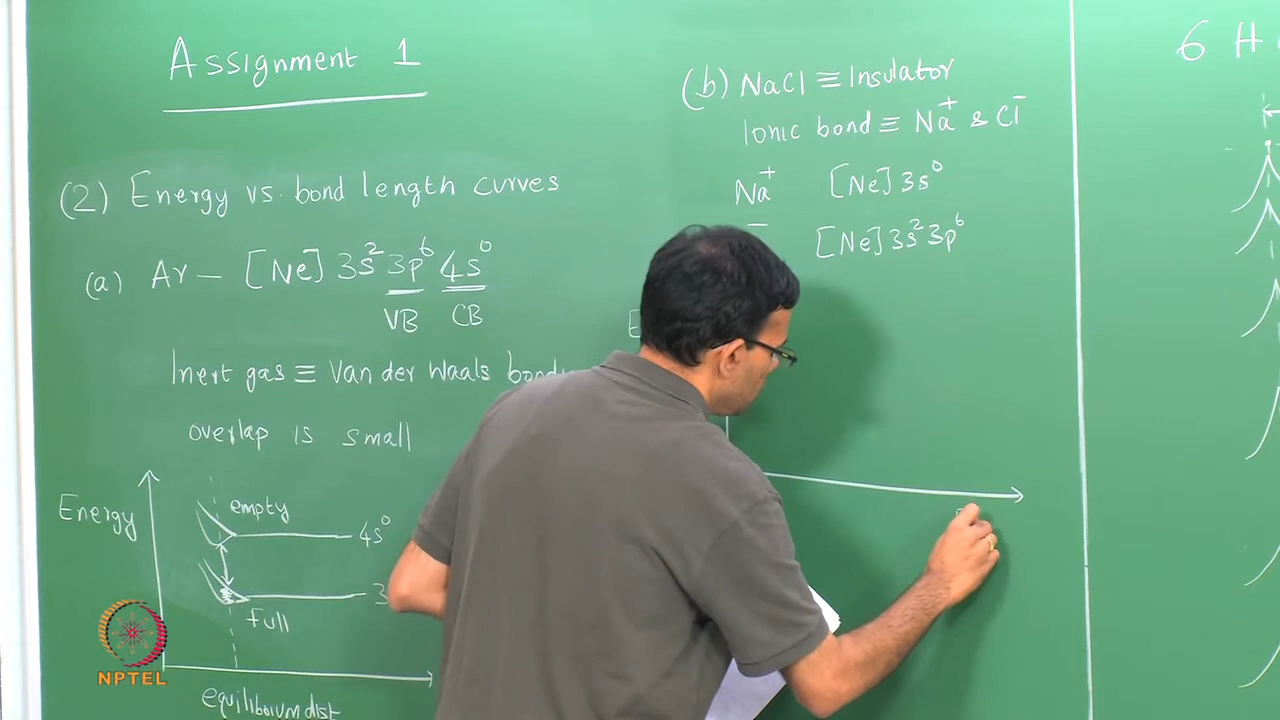 Assignment 1
(2) Energy vs. bond length curves
(a) Ar – [Ne] 3s² 3p⁶ 4s⁰
VB CB
Inert gas ≡ Van der Waals
overlap is small
Energy
empty
4s⁰
3
Full
equilibrium dist
(b) NaCl ≡ Insulator
Ionic bond ≡ Na⁺ & Cl⁻
Na⁺ [Ne] 3s⁰
[Ne] 3s² 3p⁶
E
6 H
NPTEL